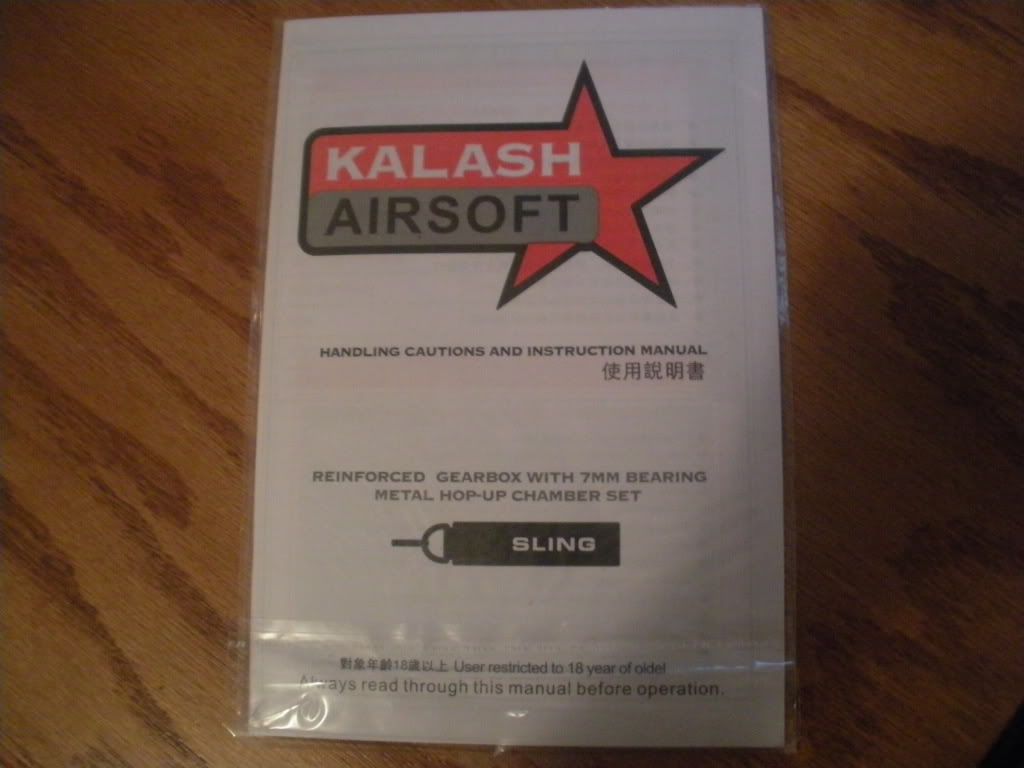 KALASH
AIRSOFT
HANDLING CAUTIONS AND INSTRUCTION MANUAL
使用說明書
REINFORCED GEARBOX WITH 7MM BEARING
METAL HOP-UP CHAMBER SET
SLING
對象年齡18歲以上 User restricted to 18 year of oldel
Always read through this manual before operation.